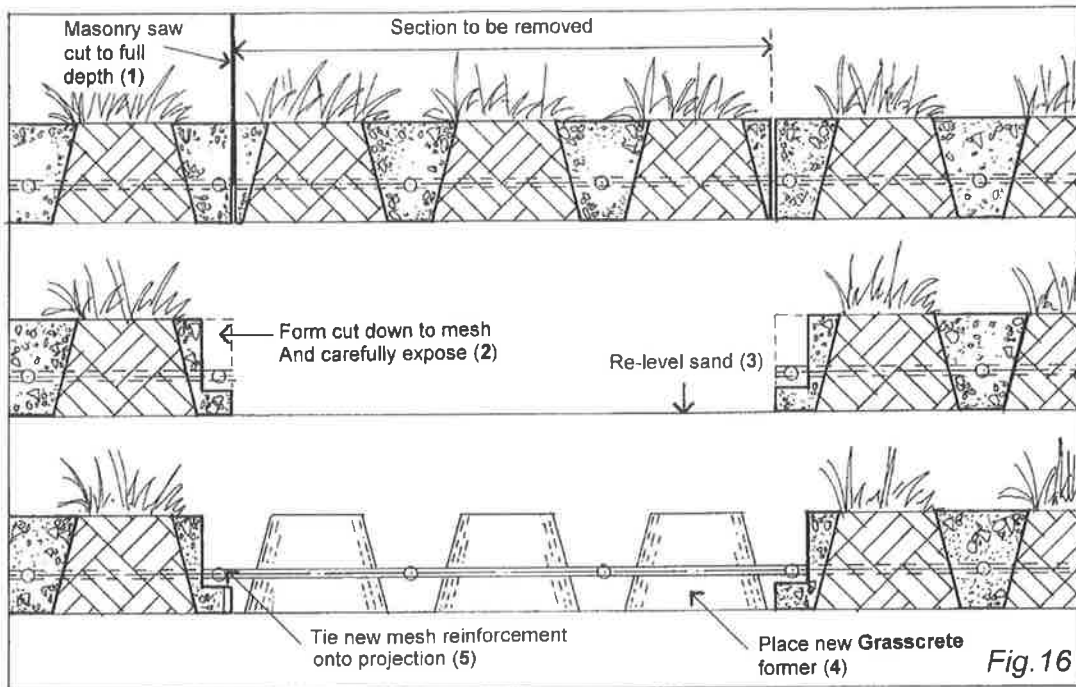 Masonry saw
cut to full
depth (1)
Section to be removed
Form cut down to mesh
And carefully expose (2)
Re-level sand (3)
Tie new mesh reinforcement
onto projection (5)
Place new Grasscrete
former (4)
Fig.16